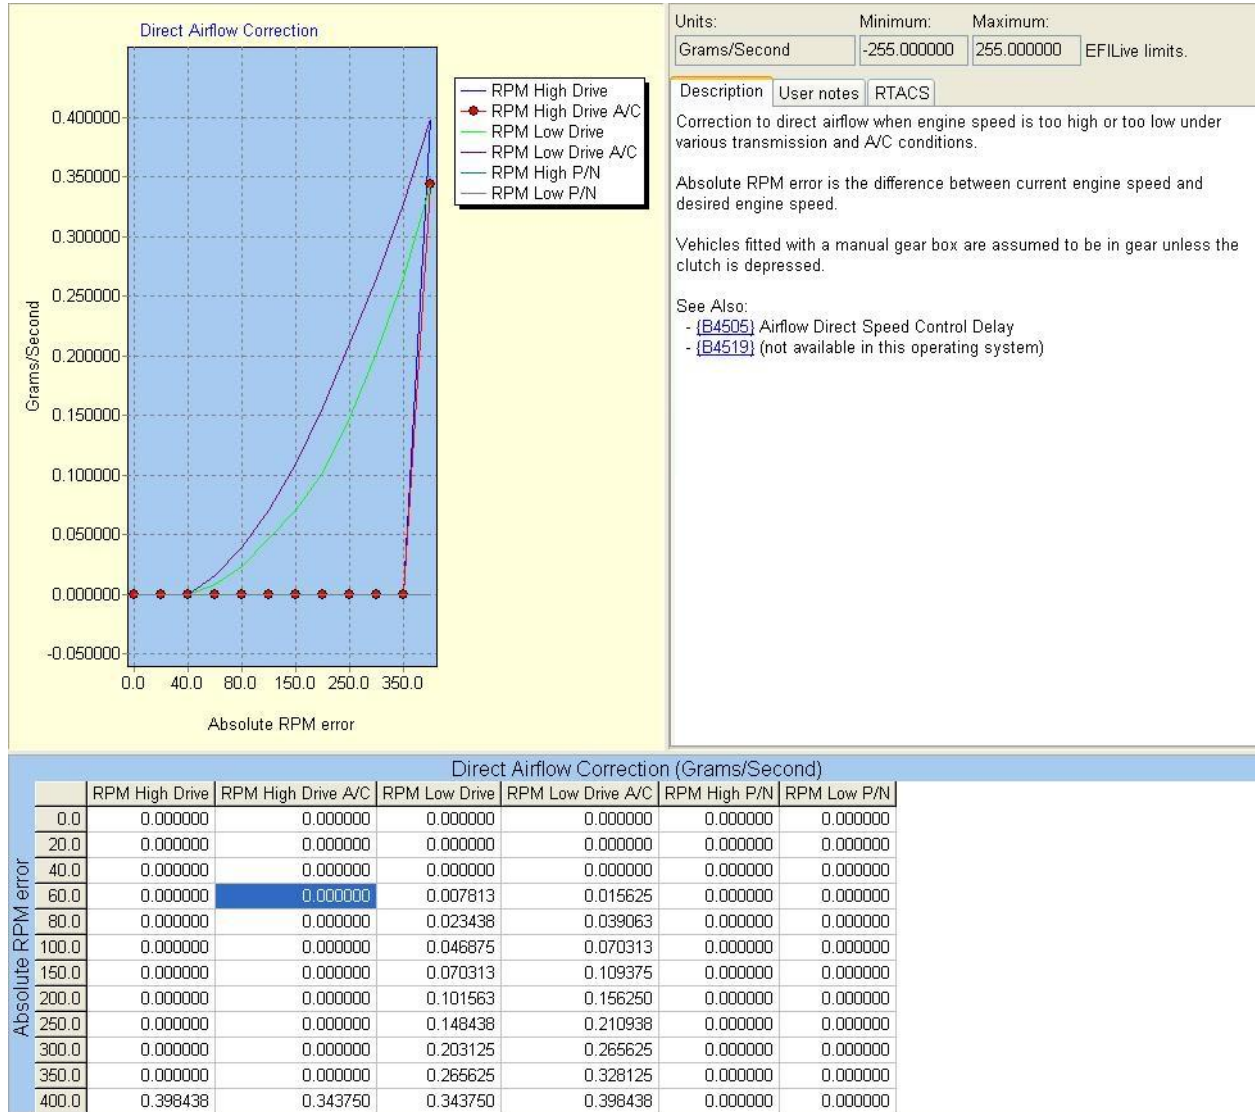 Direct Airflow Correction
Grams/Second
0.400000
0.350000
0.300000
0.250000
0.200000
0.150000
0.100000
0.050000
0.000000
-0.050000
0.0 40.0 80.0 150.0 250.0 350.0
Absolute RPM error
RPM High Drive
RPM High Drive A/C
RPM Low Drive
RPM Low Drive A/C
RPM High P/N
RPM Low P/N
Units: Minimum: Maximum:
Grams/Second -255.000000 255.000000 EFILive limits.
Description User notes RTACS
Correction to direct airflow when engine speed is too high or too low under
various transmission and A/C conditions.
Absolute RPM error is the difference between current engine speed and
desired engine speed.
Vehicles fitted with a manual gear box are assumed to be in gear unless the
clutch is depressed.
See Also:
- {B4505} Airflow Direct Speed Control Delay
- {B4519} (not available in this operating system)
Direct Airflow Correction (Grams/Second)
RPM High Drive RPM High Drive A/C RPM Low Drive RPM Low Drive A/C RPM High P/N RPM Low P/N
Absolute RPM error
0.0 0.000000 0.000000 0.000000 0.000000 0.000000 0.000000
20.0 0.000000 0.000000 0.000000 0.000000 0.000000 0.000000
40.0 0.000000 0.000000 0.000000 0.000000 0.000000 0.000000
60.0 0.000000 0.000000 0.007813 0.015625 0.000000 0.000000
80.0 0.000000 0.000000 0.023438 0.039063 0.000000 0.000000
100.0 0.000000 0.000000 0.046875 0.070313 0.000000 0.000000
150.0 0.000000 0.000000 0.070313 0.109375 0.000000 0.000000
200.0 0.000000 0.000000 0.101563 0.156250 0.000000 0.000000
250.0 0.000000 0.000000 0.148438 0.210938 0.000000 0.000000
300.0 0.000000 0.000000 0.203125 0.265625 0.000000 0.000000
350.0 0.000000 0.000000 0.265625 0.328125 0.000000 0.000000
400.0 0.398438 0.343750 0.343750 0.398438 0.000000 0.000000